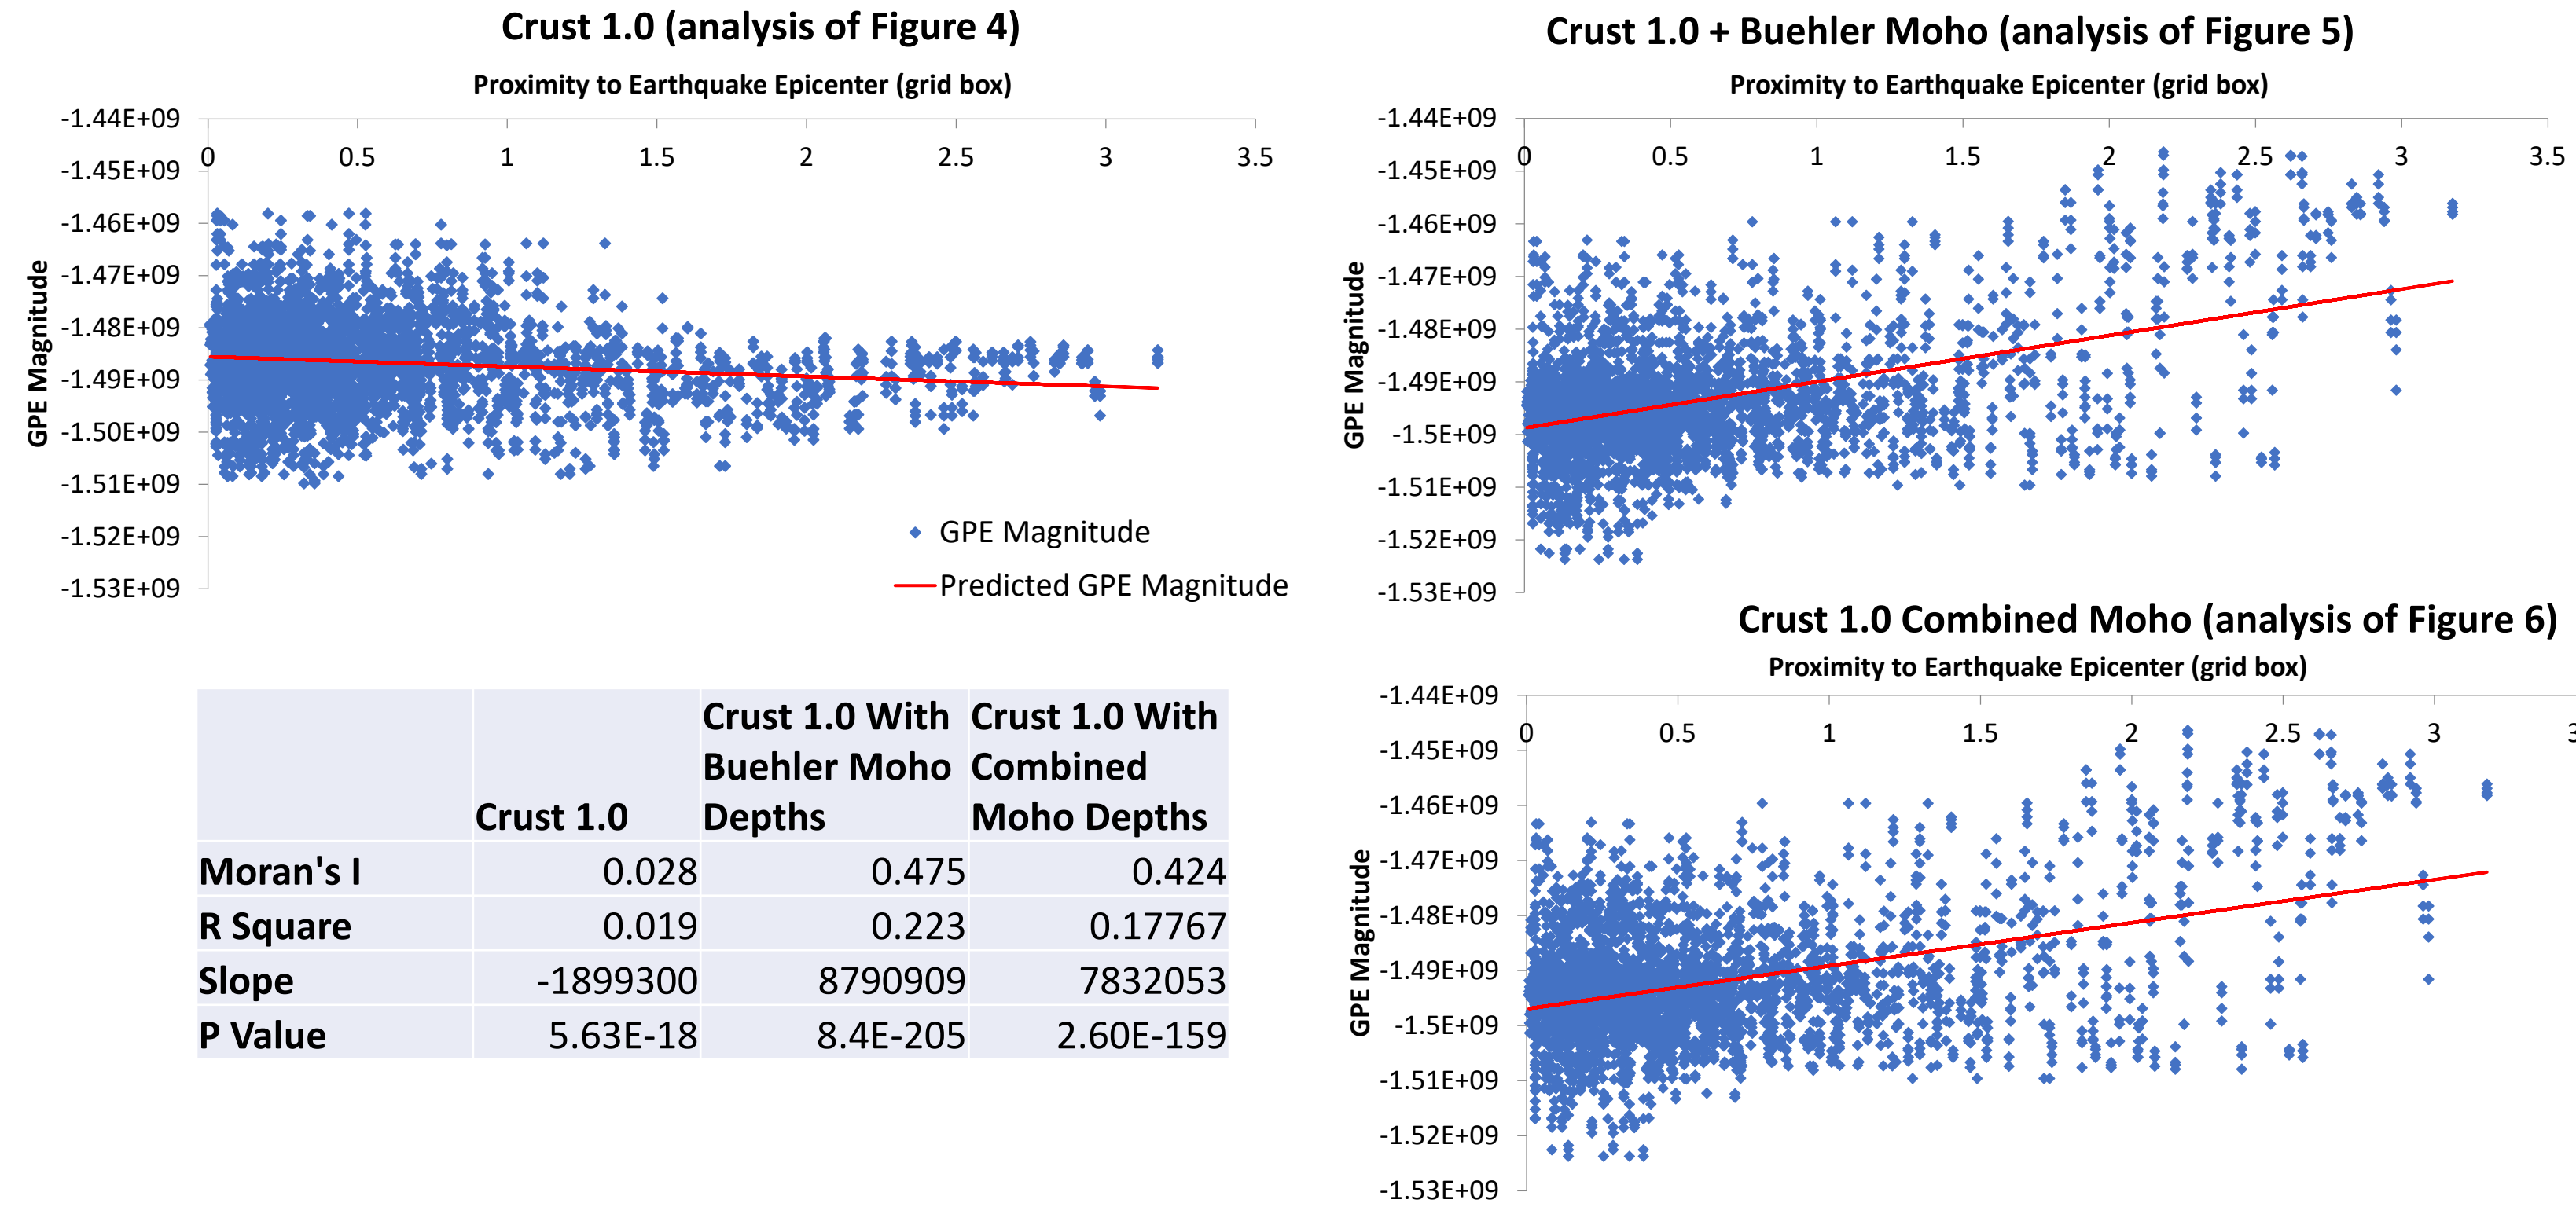 Crust 1.0 (analysis of Figure 4)
Proximity to Earthquake Epicenter (grid box)
0 0.5 1 1.5 2 2.5 3 3.5
-1.44E+09
-1.45E+09
-1.46E+09
-1.47E+09
-1.48E+09
-1.49E+09
-1.50E+09
-1.51E+09
-1.52E+09
-1.53E+09
GPE Magnitude
GPE Magnitude
Predicted GPE Magnitude
Crust 1.0 + Buehler Moho (analysis of Figure 5)
Proximity to Earthquake Epicenter (grid box)
0 0.5 1 1.5 2 2.5 3 3.5
-1.44E+09
-1.45E+09
-1.46E+09
-1.47E+09
-1.48E+09
-1.49E+09
-1.5E+09
-1.51E+09
-1.52E+09
-1.53E+09
GPE Magnitude
Crust 1.0 With Crust 1.0 With
Buehler Moho Combined
Crust 1.0 Depths Moho Depths
Moran's I 0.028 0.475 0.424
R Square 0.019 0.223 0.17767
Slope -1899300 8790909 7832053
P Value 5.63E-18 8.4E-205 2.60E-159
Crust 1.0 Combined Moho (analysis of Figure 6)
Proximity to Earthquake Epicenter (grid box)
0 0.5 1 1.5 2 2.5 3
-1.44E+09
-1.45E+09
-1.46E+09
-1.47E+09
-1.48E+09
-1.49E+09
-1.5E+09
-1.51E+09
-1.52E+09
-1.53E+09
GPE Magnitude